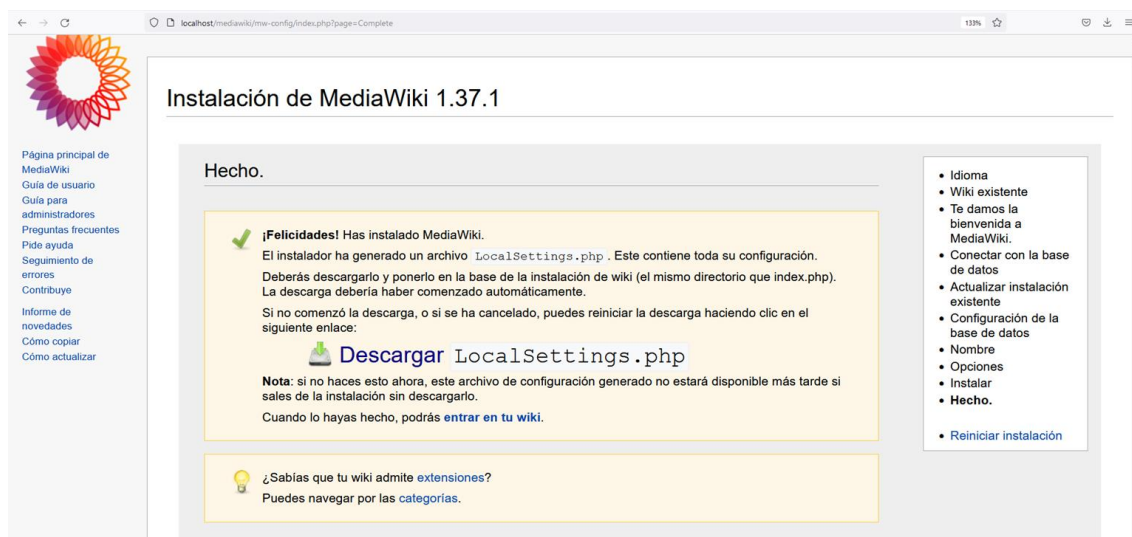 localhost/mediawiki/mw-config/index.php?page=Complete
133%
Instalación de MediaWiki 1.37.1
Página principal de
MediaWiki
Guía de usuario
Guía para
administradores
Preguntas frecuentes
Pide ayuda
Seguimiento de
errores
Contribuye
Informe de
novedades
Cómo copiar
Cómo actualizar
Hecho.
¡Felicidades! Has instalado MediaWiki.
El instalador ha generado un archivo LocalSettings.php. Este contiene toda su configuración.
Deberás descargarlo y ponerlo en la base de la instalación de wiki (el mismo directorio que index.php).
La descarga debería haber comenzado automáticamente.
Si no comenzó la descarga, o si se ha cancelado, puedes reiniciar la descarga haciendo clic en el
siguiente enlace:
Descargar LocalSettings.php
Nota: si no haces esto ahora, este archivo de configuración generado no estará disponible más tarde si
sales de la instalación sin descargarlo.
Cuando lo hayas hecho, podrás entrar en tu wiki.
¿Sabías que tu wiki admite extensiones?
Puedes navegar por las categorías.
Idioma
Wiki existente
Te damos la
bienvenida a
MediaWiki.
Conectar con la base
de datos
Actualizar instalación
existente
Configuración de la
base de datos
Nombre
Opciones
Instalar
Hecho.
Reiniciar instalación